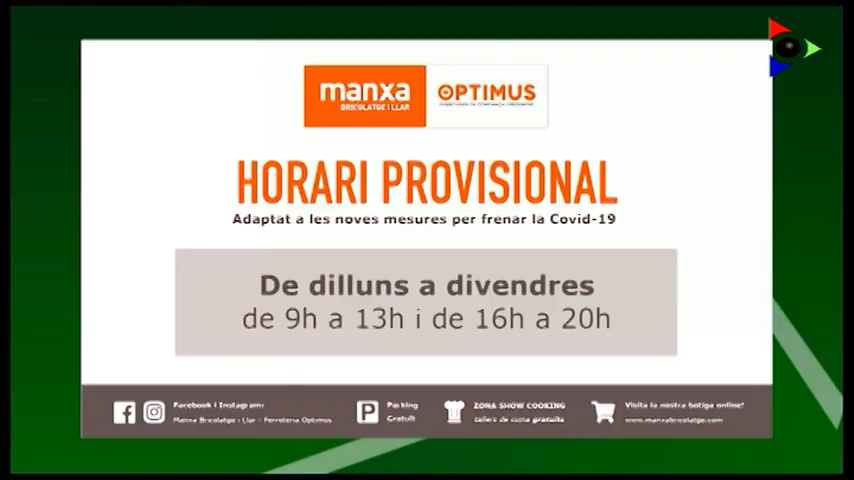 manxa
BRICOLATGE I LLAR
OPTIMUS
HORARI PROVISIONAL
Adaptat a les noves mesures per frenar la Covid-19
De dilluns a divendres
de 9h a 13h i de 16h a 20h
Facebook i Instagram:
Manxa Bricolatge i Llar - Ferreteria Optimus
Parking
Gratuït
ZONA SHOW COOKING
tallers de cuina gratuïts
Visita la nostra botiga online!
www.manxabricolatge.com